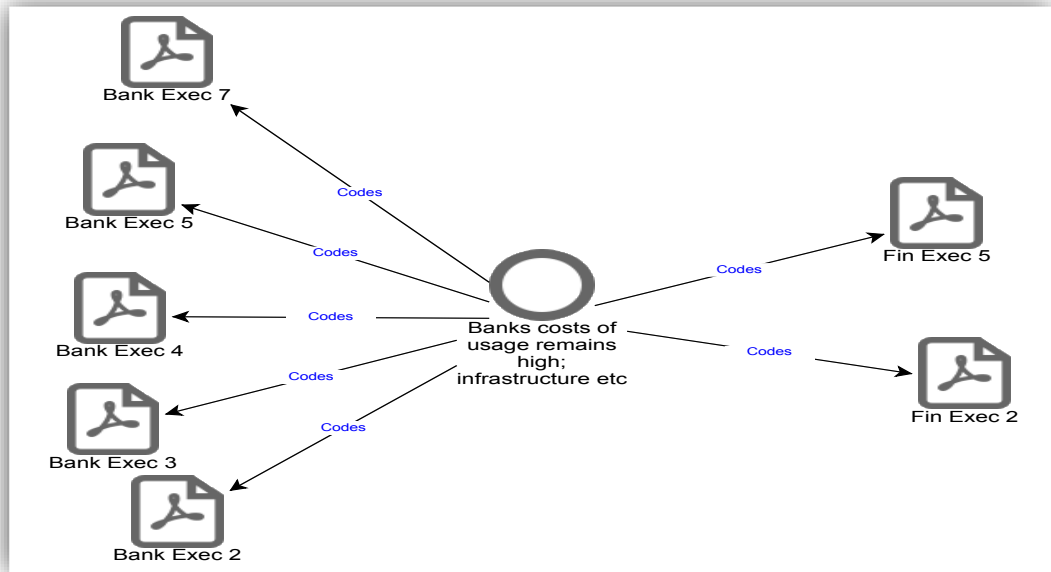 Bank Exec 7
Codes
Bank Exec 5
Codes
Codes
Bank Exec 4
Codes
Bank Exec 3
Codes
Bank Exec 2
Banks costs of
usage remains
high;
infrastructure etc
Codes
Fin Exec 5
Codes
Fin Exec 2